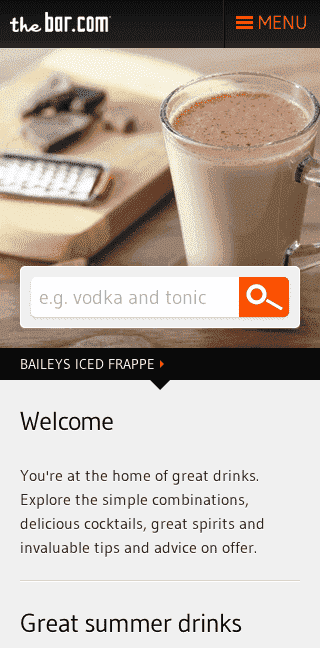 the bar.com
MENU
e.g. vodka and tonic
BAILEYS ICED FRAPPE
Welcome
You're at the home of great drinks.
Explore the simple combinations,
delicious cocktails, great spirits and
invaluable tips and advice on offer.
Great summer drinks